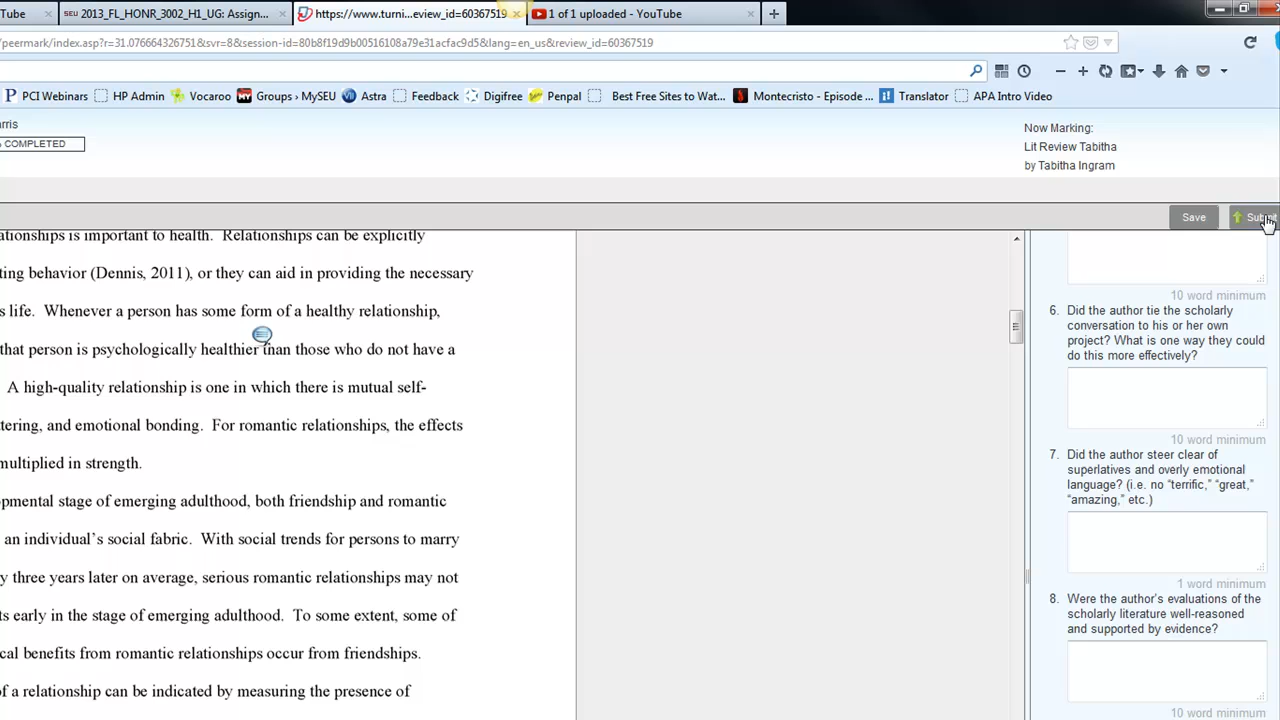 Tube
SEU 2013_FL_HONR_3002_H1_UG: Assign...
https://www.turni...eview_id=60367519
1 of 1 uploaded - YouTube
/peermark/index.asp?r=31.076664326751&svr=8&session-id=80b8f19d9b00516108a79e31acfac9d5&lang=en_us&review_id=60367519
PCI Webinars HP Admin Vocaroo Groups › MySEU Astra Feedback Digifree Penpal Best Free Sites to Wat... Montecristo - Episode ... Translator APA Intro Video
rris
COMPLETED
Now Marking:
Lit Review Tabitha
by Tabitha Ingram
Save Submit
ationships is important to health. Relationships can be explicitly
ting behavior (Dennis, 2011), or they can aid in providing the necessary
s life. Whenever a person has some form of a healthy relationship,
that person is psychologically healthier than those who do not have a
A high-quality relationship is one in which there is mutual self-
ttering, and emotional bonding. For romantic relationships, the effects
multiplied in strength.
opmental stage of emerging adulthood, both friendship and romantic
an individual’s social fabric. With social trends for persons to marry
y three years later on average, serious romantic relationships may not
ts early in the stage of emerging adulthood. To some extent, some of
cal benefits from romantic relationships occur from friendships.
of a relationship can be indicated by measuring the presence of
10 word minimum
6. Did the author tie the scholarly
conversation to his or her own
project? What is one way they could
do this more effectively?
10 word minimum
7. Did the author steer clear of
superlatives and overly emotional
language? (i.e. no “terrific,” “great,”
“amazing,” etc.)
1 word minimum
8. Were the author's evaluations of the
scholarly literature well-reasoned
and supported by evidence?
10 word minimum